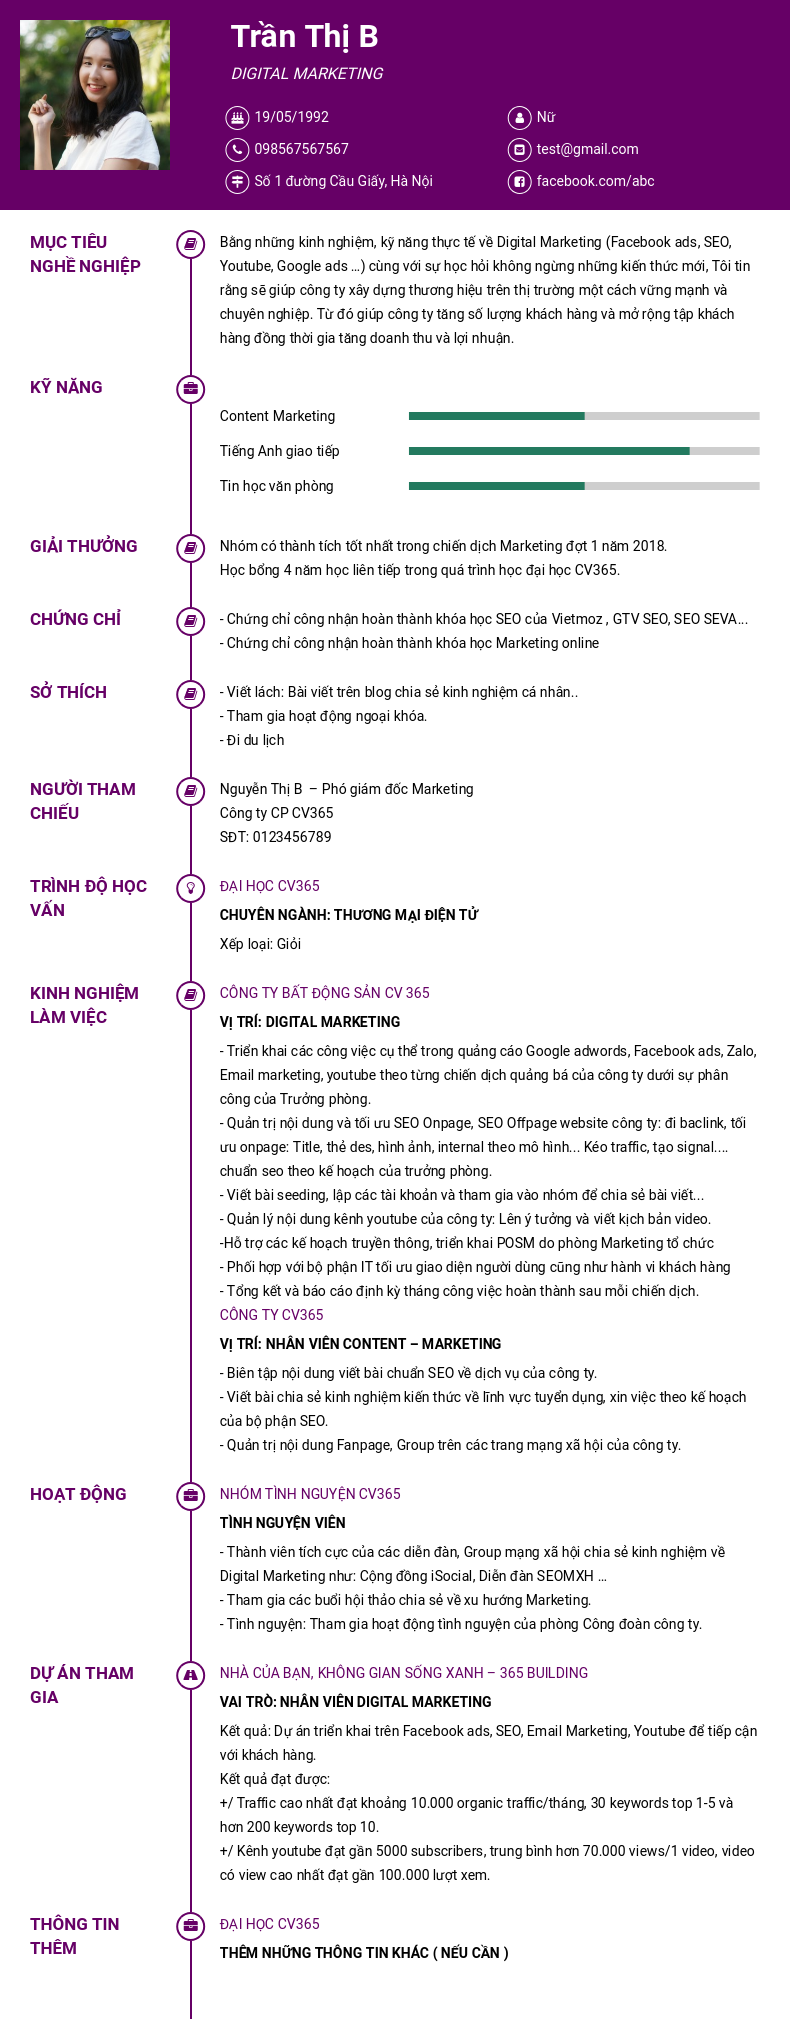 Trần Thị B
DIGITAL MARKETING
19/05/1992
Nữ
098567567567
test@gmail.com
Số 1 đường Cầu Giấy, Hà Nội
facebook.com/abc
MỤC TIÊU
NGHỀ NGHIỆP
Bằng những kinh nghiệm, kỹ năng thực tế về Digital Marketing (Facebook ads, SEO,
Youtube, Google ads ...) cùng với sự học hỏi không ngừng những kiến thức mới, Tôi tin
rằng sẽ giúp công ty xây dựng thương hiệu trên thị trường một cách vững mạnh và
chuyên nghiệp. Từ đó giúp công ty tăng số lượng khách hàng và mở rộng tập khách
hàng đồng thời gia tăng doanh thu và lợi nhuận.
KỸ NĂNG
Content Marketing
Tiếng Anh giao tiếp
Tin học văn phòng
GIẢI THƯỞNG
Nhóm có thành tích tốt nhất trong chiến dịch Marketing đợt 1 năm 2018.
Học bổng 4 năm học liên tiếp trong quá trình học đại học CV365.
CHỨNG CHỈ
- Chứng chỉ công nhận hoàn thành khóa học SEO của Vietmoz , GTV SEO, SEO SEVA...
- Chứng chỉ công nhận hoàn thành khóa học Marketing online
SỞ THÍCH
- Viết lách: Bài viết trên blog chia sẻ kinh nghiệm cá nhân..
- Tham gia hoạt động ngoại khóa.
- Đi du lịch
NGƯỜI THAM
CHIẾU
Nguyễn Thị B – Phó giám đốc Marketing
Công ty CP CV365
SĐT: 0123456789
TRÌNH ĐỘ HỌC
VẤN
ĐẠI HỌC CV365
CHUYÊN NGÀNH: THƯƠNG MẠI ĐIỆN TỬ
Xếp loại: Giỏi
KINH NGHIỆM
LÀM VIỆC
CÔNG TY BẤT ĐỘNG SẢN CV 365
VỊ TRÍ: DIGITAL MARKETING
- Triển khai các công việc cụ thể trong quảng cáo Google adwords, Facebook ads, Zalo,
Email marketing, youtube theo từng chiến dịch quảng bá của công ty dưới sự phân
công của Trưởng phòng.
- Quản trị nội dung và tối ưu SEO Onpage, SEO Offpage website công ty: đi baclink, tối
ưu onpage: Title, thẻ des, hình ảnh, internal theo mô hình... Kéo traffic, tạo signal....
chuẩn seo theo kế hoạch của trưởng phòng.
- Viết bài seeding, lập các tài khoản và tham gia vào nhóm để chia sẻ bài viết...
- Quản lý nội dung kênh youtube của công ty: Lên ý tưởng và viết kịch bản video.
-Hỗ trợ các kế hoạch truyền thông, triển khai POSM do phòng Marketing tổ chức
- Phối hợp với bộ phận IT tối ưu giao diện người dùng cũng như hành vi khách hàng
- Tổng kết và báo cáo định kỳ tháng công việc hoàn thành sau mỗi chiến dịch.
CÔNG TY CV365
VỊ TRÍ: NHÂN VIÊN CONTENT – MARKETING
- Biên tập nội dung viết bài chuẩn SEO về dịch vụ của công ty.
- Viết bài chia sẻ kinh nghiệm kiến thức về lĩnh vực tuyển dụng, xin việc theo kế hoạch
của bộ phận SEO.
- Quản trị nội dung Fanpage, Group trên các trang mạng xã hội của công ty.
HOẠT ĐỘNG
NHÓM TÌNH NGUYỆN CV365
TÌNH NGUYỆN VIÊN
- Thành viên tích cực của các diễn đàn, Group mạng xã hội chia sẻ kinh nghiệm về
Digital Marketing như: Cộng đồng iSocial, Diễn đàn SEOMXH ...
- Tham gia các buổi hội thảo chia sẻ về xu hướng Marketing.
- Tình nguyện: Tham gia hoạt động tình nguyện của phòng Công đoàn công ty.
DỰ ÁN THAM
GIA
NHÀ CỦA BẠN, KHÔNG GIAN SỐNG XANH – 365 BUILDING
VAI TRÒ: NHÂN VIÊN DIGITAL MARKETING
Kết quả: Dự án triển khai trên Facebook ads, SEO, Email Marketing, Youtube để tiếp cận
với khách hàng.
Kết quả đạt được:
+/ Traffic cao nhất đạt khoảng 10.000 organic traffic/tháng, 30 keywords top 1-5 và
hơn 200 keywords top 10.
+/ Kênh youtube đạt gần 5000 subscribers, trung bình hơn 70.000 views/1 video, video
có view cao nhất đạt gần 100.000 lượt xem.
THÔNG TIN
THÊM
ĐẠI HỌC CV365
THÊM NHỮNG THÔNG TIN KHÁC ( NẾU CẦN )